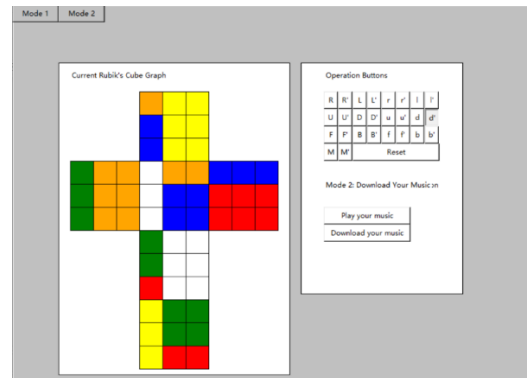 Mode 1 Mode 2
Current Rubik's Cube Graph
Operation Buttons
R R' L L' r r' l l'
U U' D D' u u' d d'
F F' B B' f f' b b'
M M' Reset
Mode 2: Download Your Music
Play your music
Download your music